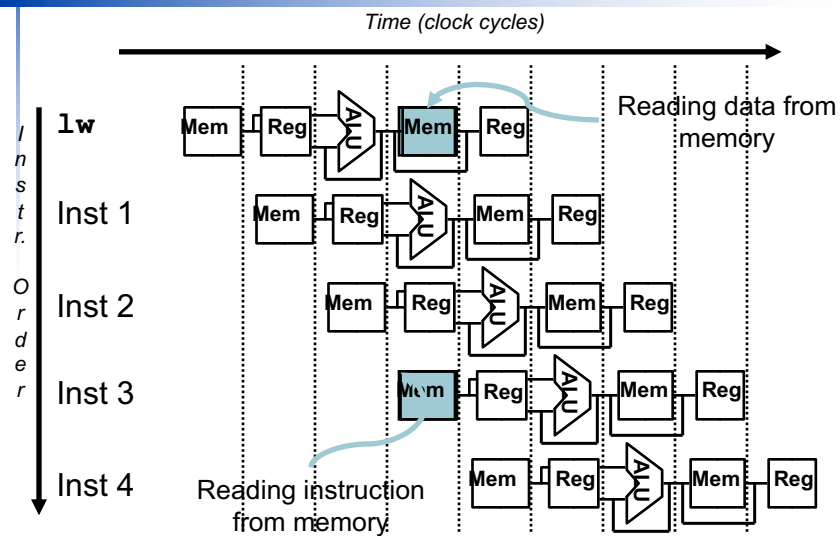 Time (clock cycles)
Instr. Order
lw
Mem Reg ALU Mem Reg
Reading data from
memory
Inst 1
Mem Reg ALU Mem Reg
Inst 2
Mem Reg ALU Mem Reg
Inst 3
Mem Reg ALU Mem Reg
Inst 4
Mem Reg ALU Mem Reg
Reading instruction
from memory